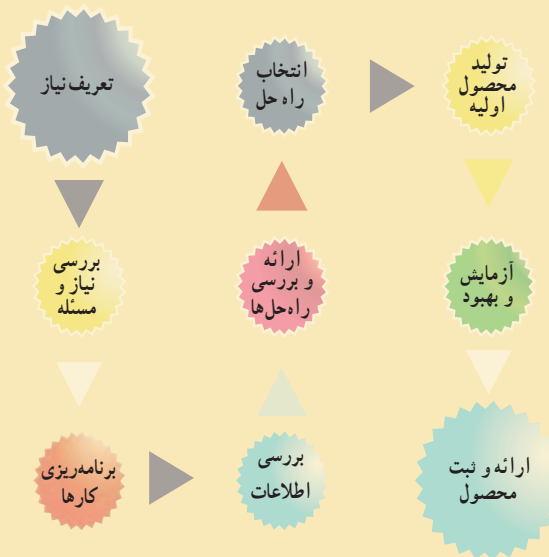 تعریف نیاز
بررسی
نیاز و
مسئله
برنامه‌ریزی
کارها
بررسی
اطلاعات
ارائه
و بررسی
راه‌حل‌ها
انتخاب
راه حل
تولید
محصول
اولیه
آزمایش
و بهبود
ارائه و ثبت
محصول